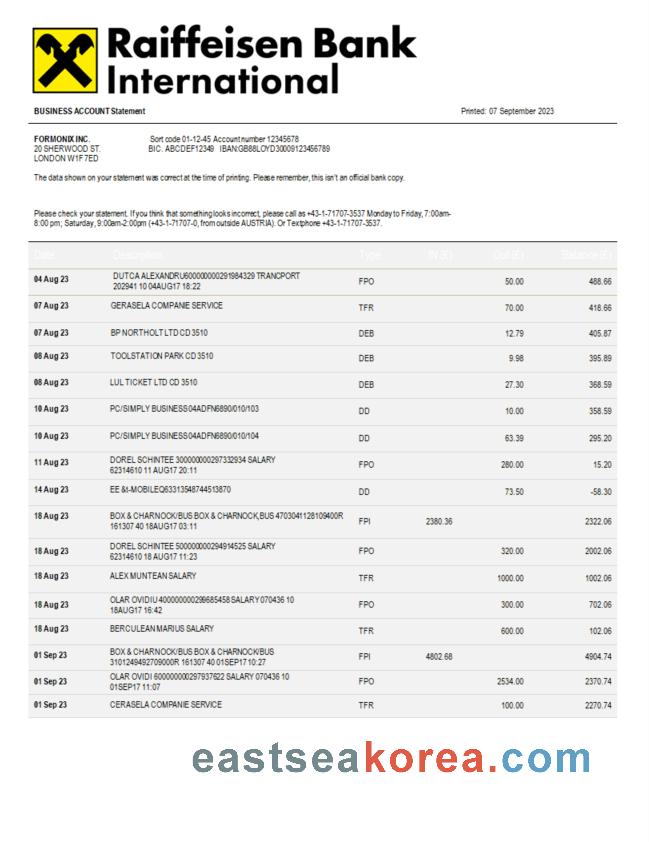 Raiffeisen Bank
International
BUSINESS ACCOUNT Statement Printed: 07 September 2023
FORMONIX INC. Sort code 01-12-45 Account number 12345678
20 SHERWOOD ST. BIC: ABCDEF12349 IBAN:GB88LOYD30009123456789
LONDON W1F 7ED
The data shown on your statement was correct at the time of printing. Please remember, this isn't an official bank copy.
Please check your statement. If you think that something looks incorrect, please call as +43-1-71707-3537 Monday to Friday, 7:00am-
8:00 pm; Saturday, 9:00am-2:00pm (+43-1-71707-0, from outside AUSTRIA). Or Textphone +43-1-71707-3537.
Date Description Type IN (£) Out (£) Balance (£)
04 Aug 23 DUTCA ALEXANDRU600000000291984329 TRANCPORT FPO 50.00 488.66
202941 10 04AUG17 18:22
07 Aug 23 GERASELA COMPANIE SERVICE TFR 70.00 418.66
07 Aug 23 BP NORTHOLT LTD CD 3510 DEB 12.79 405.87
08 Aug 23 TOOLSTATION PARK CD 3510 DEB 9.98 395.89
08 Aug 23 LUL TICKET LTD CD 3510 DEB 27.30 368.59
10 Aug 23 PC/SIMPLY BUSINESS04ADFN6890/010/103 DD 10.00 358.59
10 Aug 23 PC/SIMPLY BUSINESS04ADFN6890/010/104 DD 63.39 295.20
11 Aug 23 DOREL SCHINTEE 300000000297332934 SALARY FPO 280.00 15.20
62314610 11 AUG17 20:11
14 Aug 23 EE &t-MOBILEQ63313548744513870 DD 73.50 -58.30
18 Aug 23 BOX & CHARNOCK/BUS BOX & CHARNOCK,BUS 4703041128109400R FPI 2380.36 2322.06
161307 40 18AUG17 03:11
18 Aug 23 DOREL SCHINTEE 500000000294914525 SALARY FPO 320.00 2002.06
62314610 18 AUG17 11:23
18 Aug 23 ALEX MUNTEAN SALARY TFR 1000.00 1002.06
18 Aug 23 OLAR OVIDIU 400000000299685458 SALARY 070436 10 FPO 300.00 702.06
18AUG17 16:42
18 Aug 23 BERCULEAN MARIUS SALARY TFR 600.00 102.06
01 Sep 23 BOX & CHARNOCK/BUS BOX & CHARNOCK/BUS FPI 4802.68 4904.74
3101249492709000R 161307 40 01SEP17 10:27
01 Sep 23 OLAR OVIDI 600000000297937622 SALARY 070436 10 FPO 2534.00 2370.74
01SEP17 11:07
01 Sep 23 CERASELA COMPANIE SERVICE TFR 100.00 2270.74
eastseakorea.com